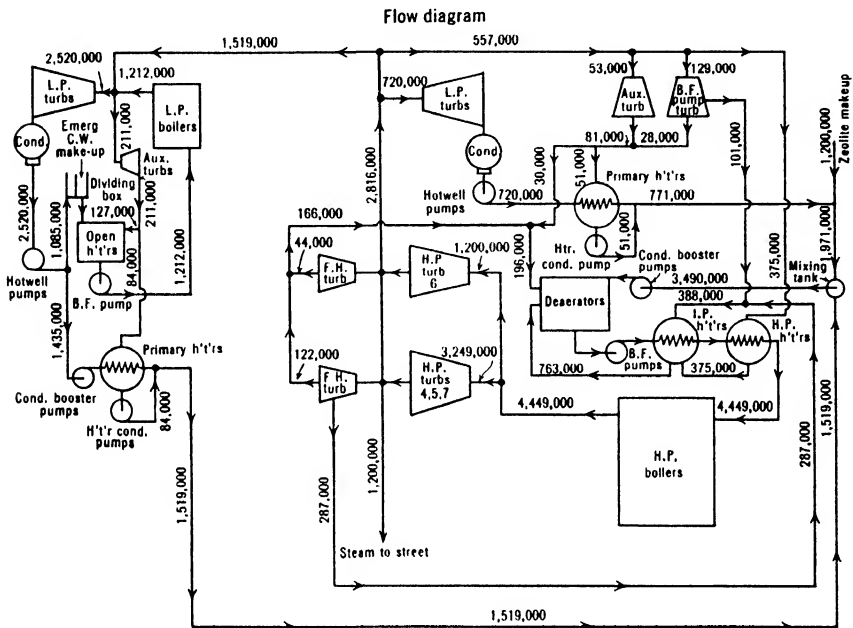 Flow diagram
1,519,000
557,000
2,520,000
1,212,000
L.P.
turbs
L.P.
boilers
720,000
L.P.
turbs
53,000
Aux.
turb
129,000
B.F.
pump
turb
Zeolite makeup
1,200,000
Emerg
C.W.
make-up
Cond.
211,000
Aux.
turbs
Dividing
box
211,000
127,000
Open
h't'rs
2,520,000
1,085,000
84,000
1,212,000
Hotwell
pumps
B.F. pump
1,435,000
Primary h't'rs
Cond. booster
pumps
84,000
H't'r cond.
pumps
1,519,000
2,816,000
Cond
Hotwell
pumps
720,000
81,000
28,000
30,000
51,000
Primary h't'rs
771,000
51,000
Htr.
cond. pump
101,000
375,000
1,971,000
166,000
44,000
F.H.
turb
H.P
turb
6
1,200,000
196,000
Cond. booster
pumps
3,490,000
Mixing
tank
Deaerators
388,000
I.P.
h't'rs
H.P.
h't'rs
B.F.
pumps
763,000
375,000
122,000
F.H.
turb
H.P.
turbs
4,5,7
3,249,000
4,449,000
4,449,000
H.P.
boilers
287,000
1,200,000
287,000
1,519,000
Steam to street
1,519,000